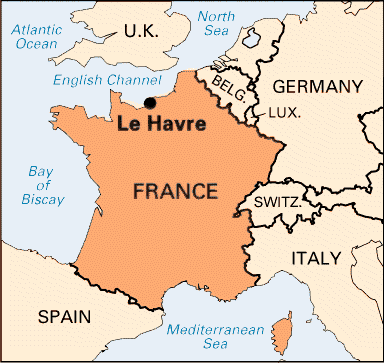 Atlantic
Ocean
U.K.
North
Sea
English Channel
BELG.
GERMANY
LUX.
Le Havre
Bay
of
Biscay
FRANCE
SWITZ.
ITALY
SPAIN
Mediterranean
Sea